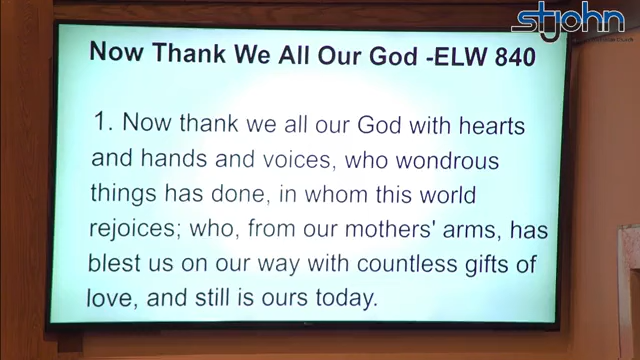 stjohn
Now Thank We All Our God -ELW 840
1. Now thank we all our God with hearts
and hands and voices, who wondrous
things has done, in whom this world
rejoices; who, from our mothers' arms, has
blest us on our way with countless gifts of
love, and still is ours today.